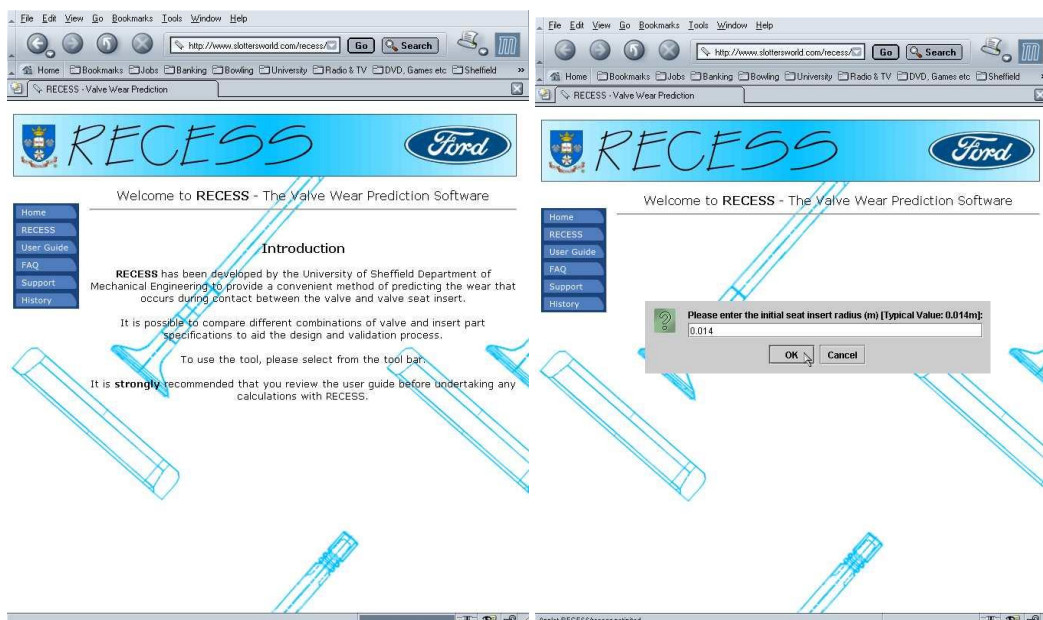 File Edit View Go Bookmarks Tools Window Help
http://www.slottersworld.com/recess/ Go Search
Home Bookmarks Jobs Banking Bowling University Radio & TV DVD, Games etc Sheffield »
RECESS - Valve Wear Prediction
RECESS Ford
Welcome to RECESS - The Valve Wear Prediction Software
Home
RECESS
User Guide
FAQ
Support
History
Introduction
RECESS has been developed by the University of Sheffield Department of
Mechanical Engineering to provide a convenient method of predicting the wear that
occurs during contact between the valve and valve seat insert.
It is possible to compare different combinations of valve and insert part
specifications to aid the design and validation process.
To use the tool, please select from the tool bar.
It is strongly recommended that you review the user guide before undertaking any
calculations with RECESS.
File Edit View Go Bookmarks Tools Window Help
http://www.slottersworld.com/recess/ Go Search
Home Bookmarks Jobs Banking Bowling University Radio & TV DVD, Games etc Sheffield
RECESS - Valve Wear Prediction
RECESS Ford
Welcome to RECESS - The Valve Wear Prediction Software
Home
RECESS
User Guide
FAQ
Support
History
Please enter the initial seat insert radius (m) [Typical Value: 0.014m]:
0.014
OK Cancel